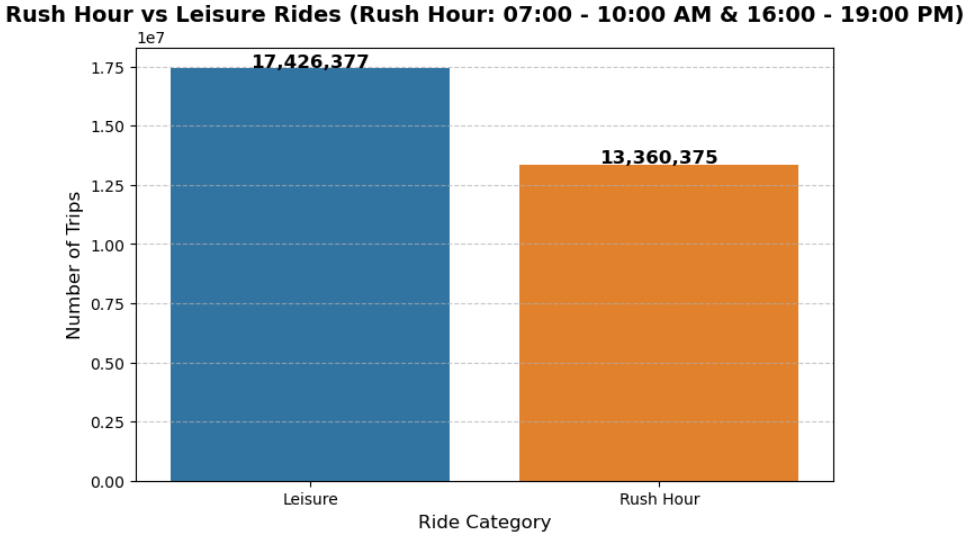 Rush Hour vs Leisure Rides (Rush Hour: 07:00 - 10:00 AM & 16:00 - 19:00 PM)
1e7
17,426,377
13,360,375
1.75
1.50
1.25
1.00
0.75
0.50
0.25
0.00
Number of Trips
Leisure
Rush Hour
Ride Category